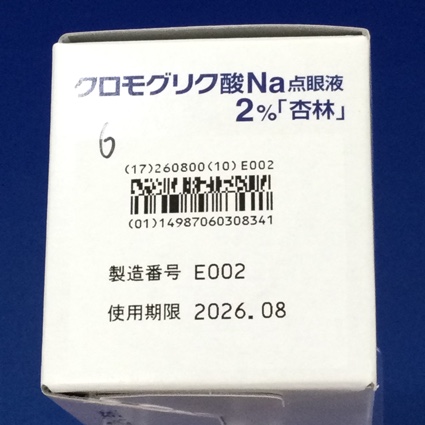 クロモグリク酸Na点眼液
2%「杏林」
6
(17)260800(10)E002
(01)14987060308341
製造番号 E002
使用期限 2026.08